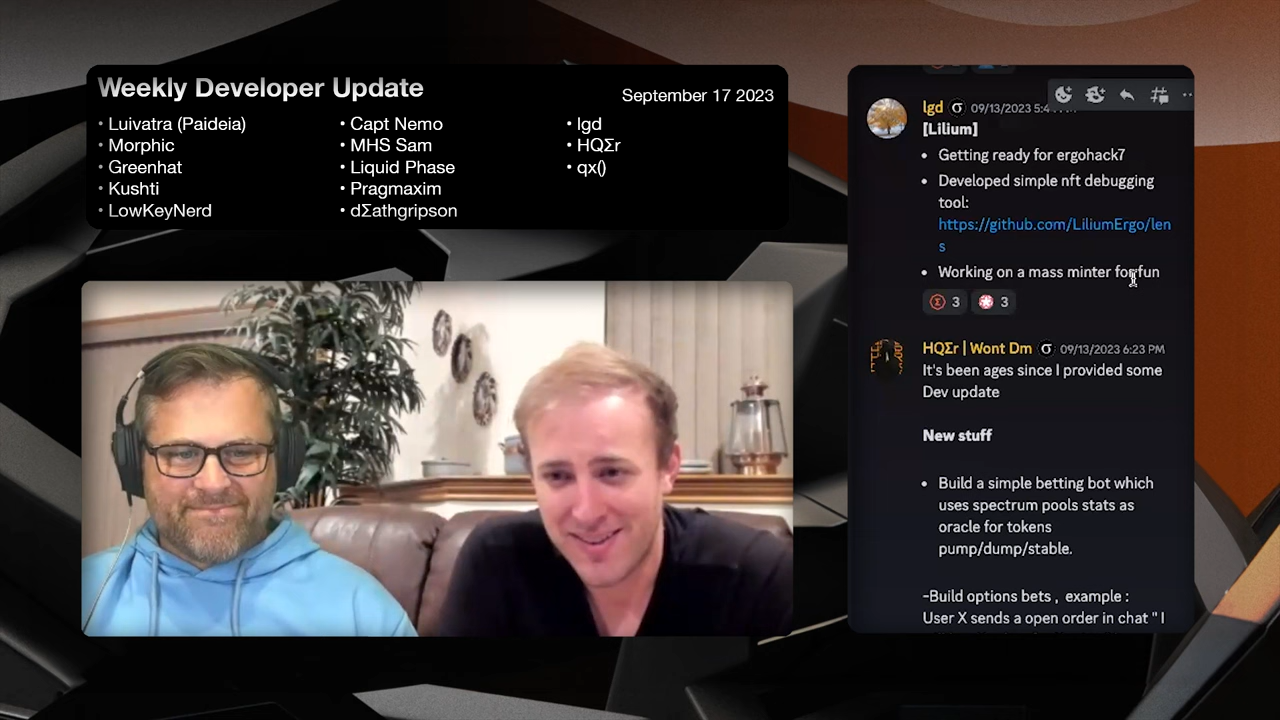 Weekly Developer Update
September 17 2023
• Luivatra (Paideia)
• Morphic
• Greenhat
• Kushti
• LowKeyNerd
• Capt Nemo
• MHS Sam
• Liquid Phase
• Pragmaxim
• dΣathgripson
• lgd
• HQΣr
• qx()
lgd σ 09/13/2023 5:4
[Lilium]
• Getting ready for ergohack7
• Developed simple nft debugging
tool:
https://github.com/LiliumErgo/len
s
• Working on a mass minter for fun
Σ 3 3
HQΣr | Wont Dm σ 09/13/2023 6:23 PM
It's been ages since I provided some
Dev update
New stuff
• Build a simple betting bot which
uses spectrum pools stats as
oracle for tokens
pump/dump/stable.
-Build options bets , example :
User X sends a open order in chat " I